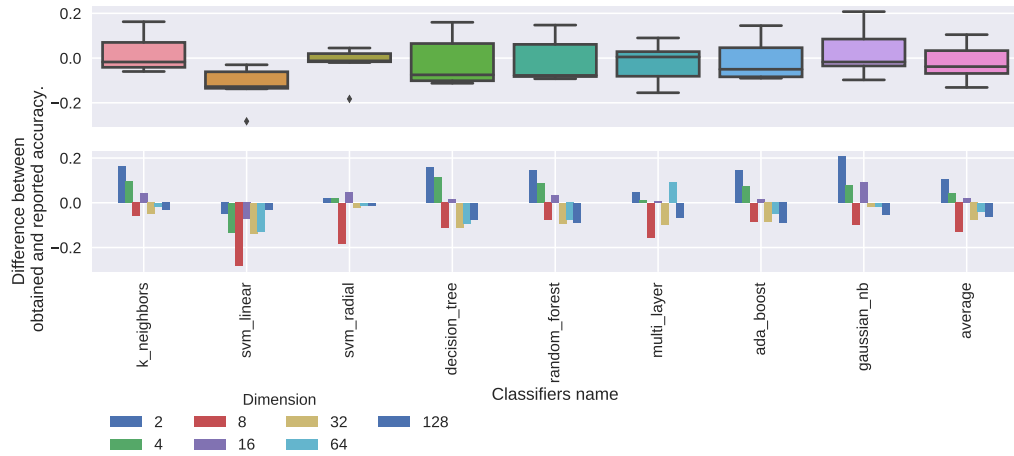 0.2
0.0
−0.2
0.2
0.0
−0.2
Difference between
obtained and reported accuracy.
k_neighbors
svm_linear
svm_radial
decision_tree
random_forest
multi_layer
ada_boost
gaussian_nb
average
Classifiers name
Dimension
2 8 32 128
4 16 64